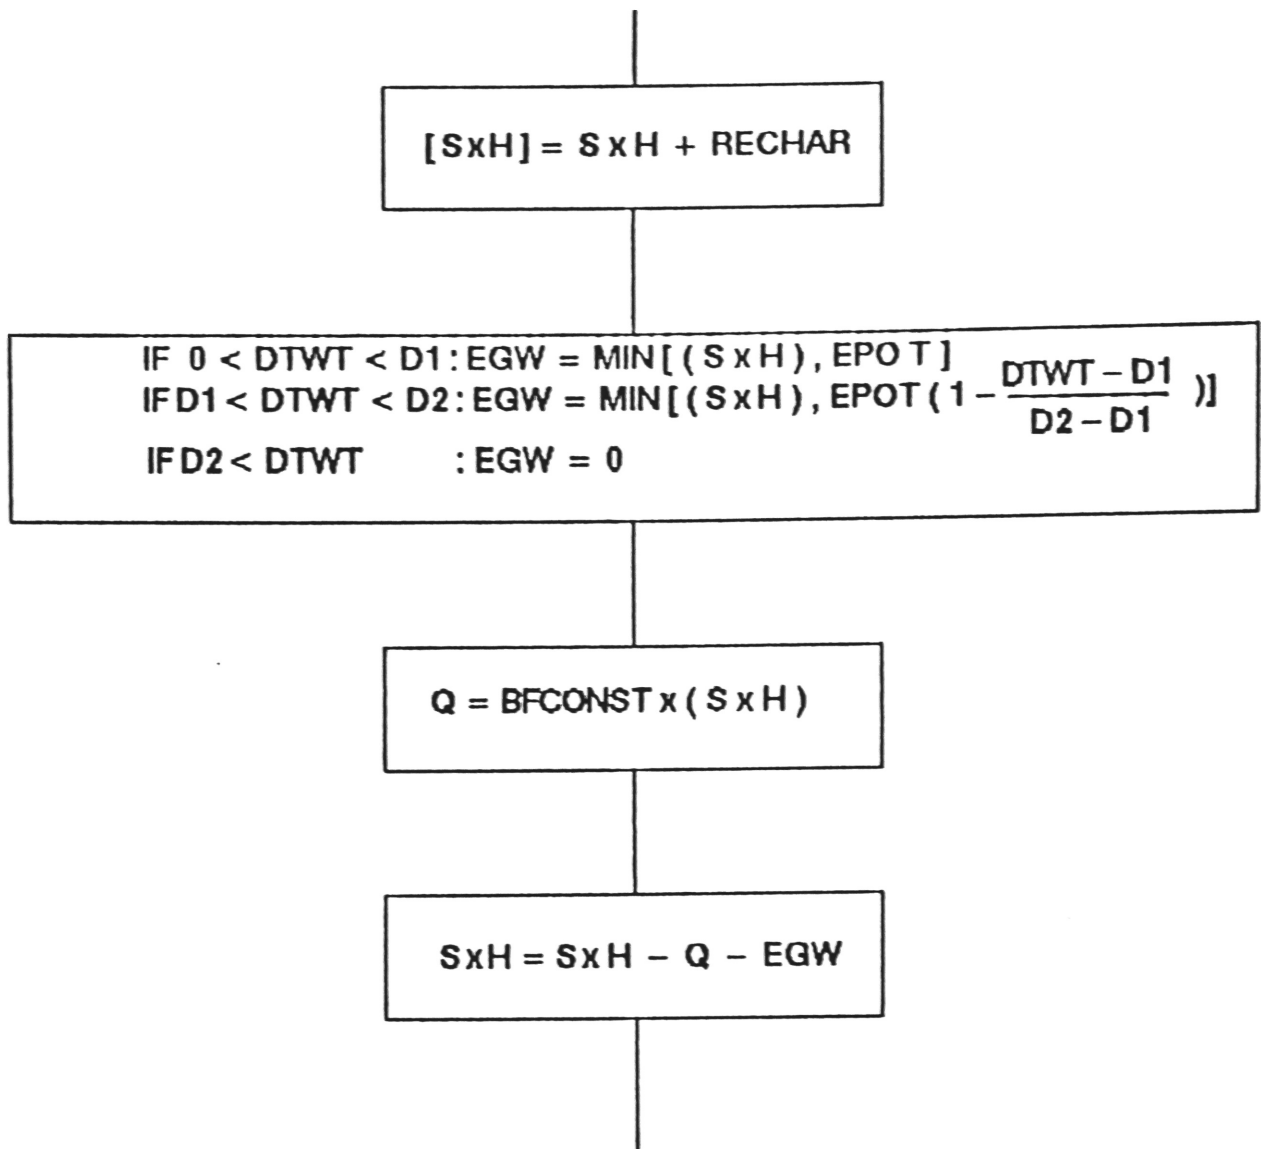 [SxH] = SxH + RECHAR
IF 0 < DTWT < D1 : EGW = MIN[(SxH), EPOT]
IF D1 < DTWT < D2 : EGW = MIN[(SxH), EPOT(1 - DTWT - D1 / D2 - D1 )]
IF D2 < DTWT : EGW = 0
Q = BFCONST x (SxH)
SxH = SxH - Q - EGW